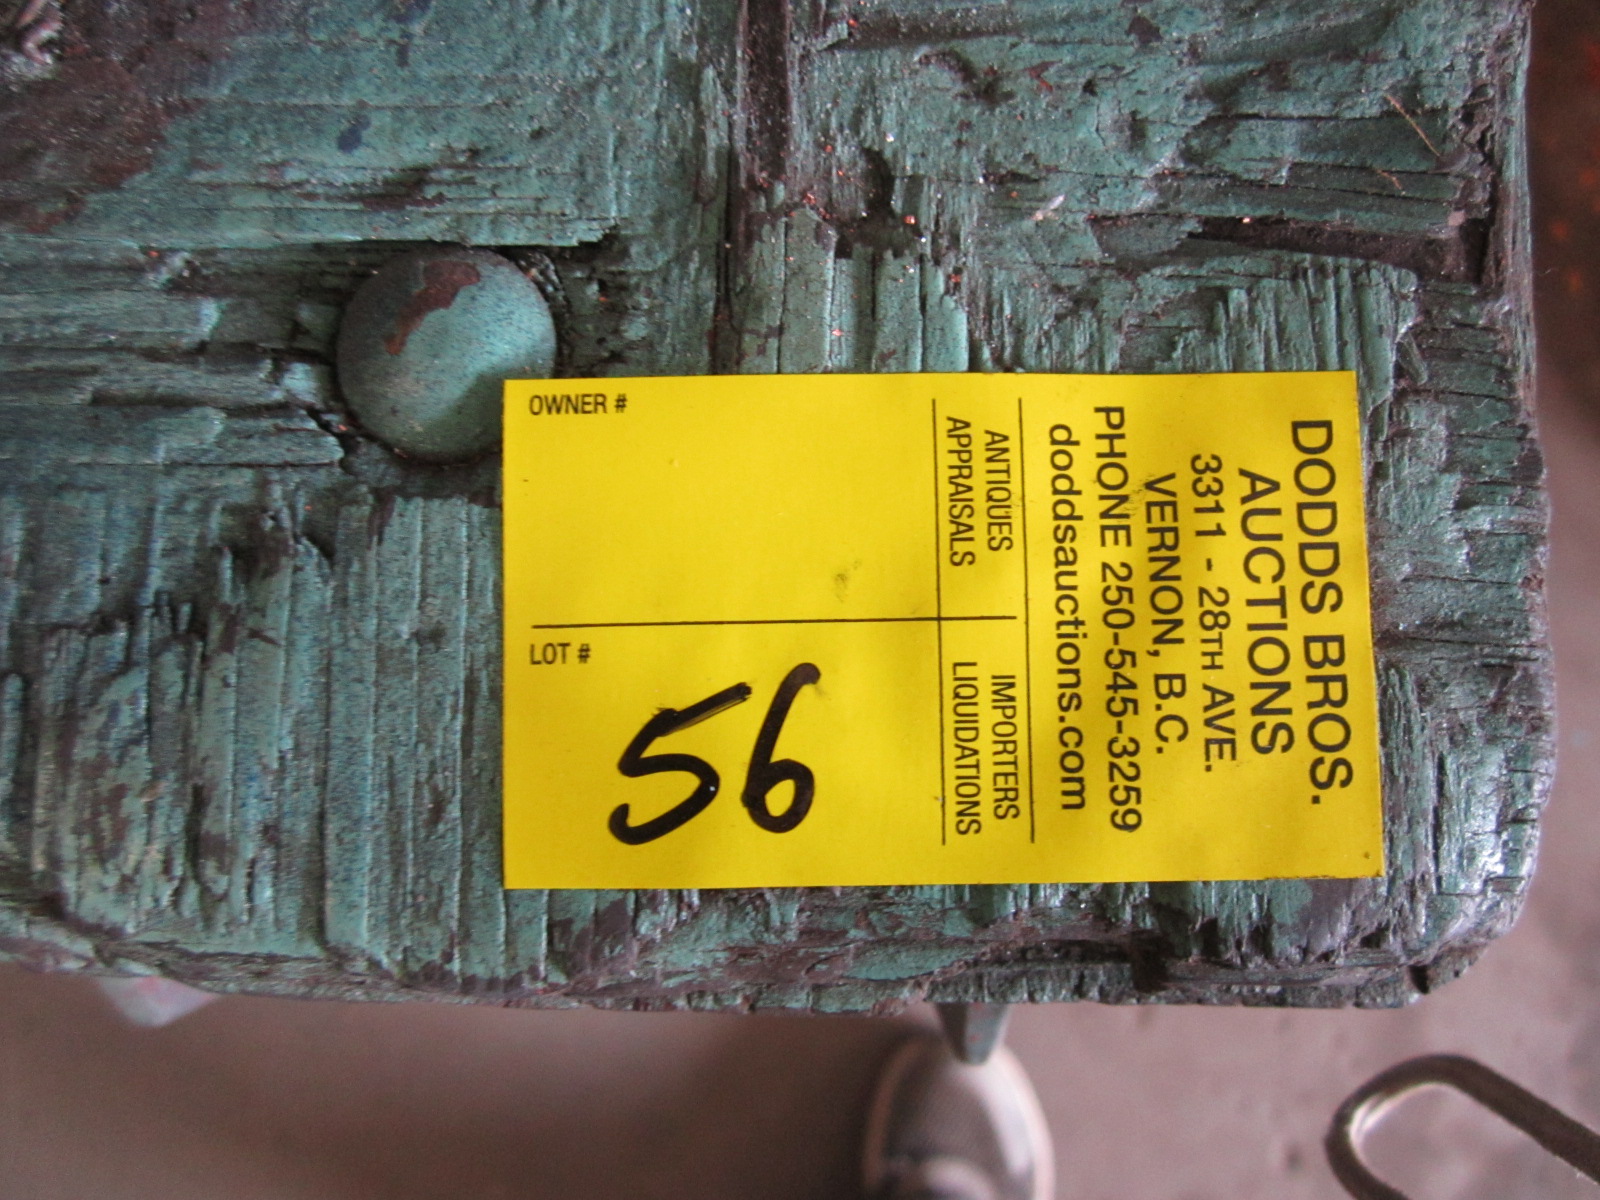 DODDS BROS.
AUCTIONS
3311 - 28TH AVE.
VERNON, B.C.
PHONE 250-545-3259
doddsauctions.com
ANTIQUES
APPRAISALS
IMPORTERS
LIQUIDATIONS
OWNER #
LOT #
56